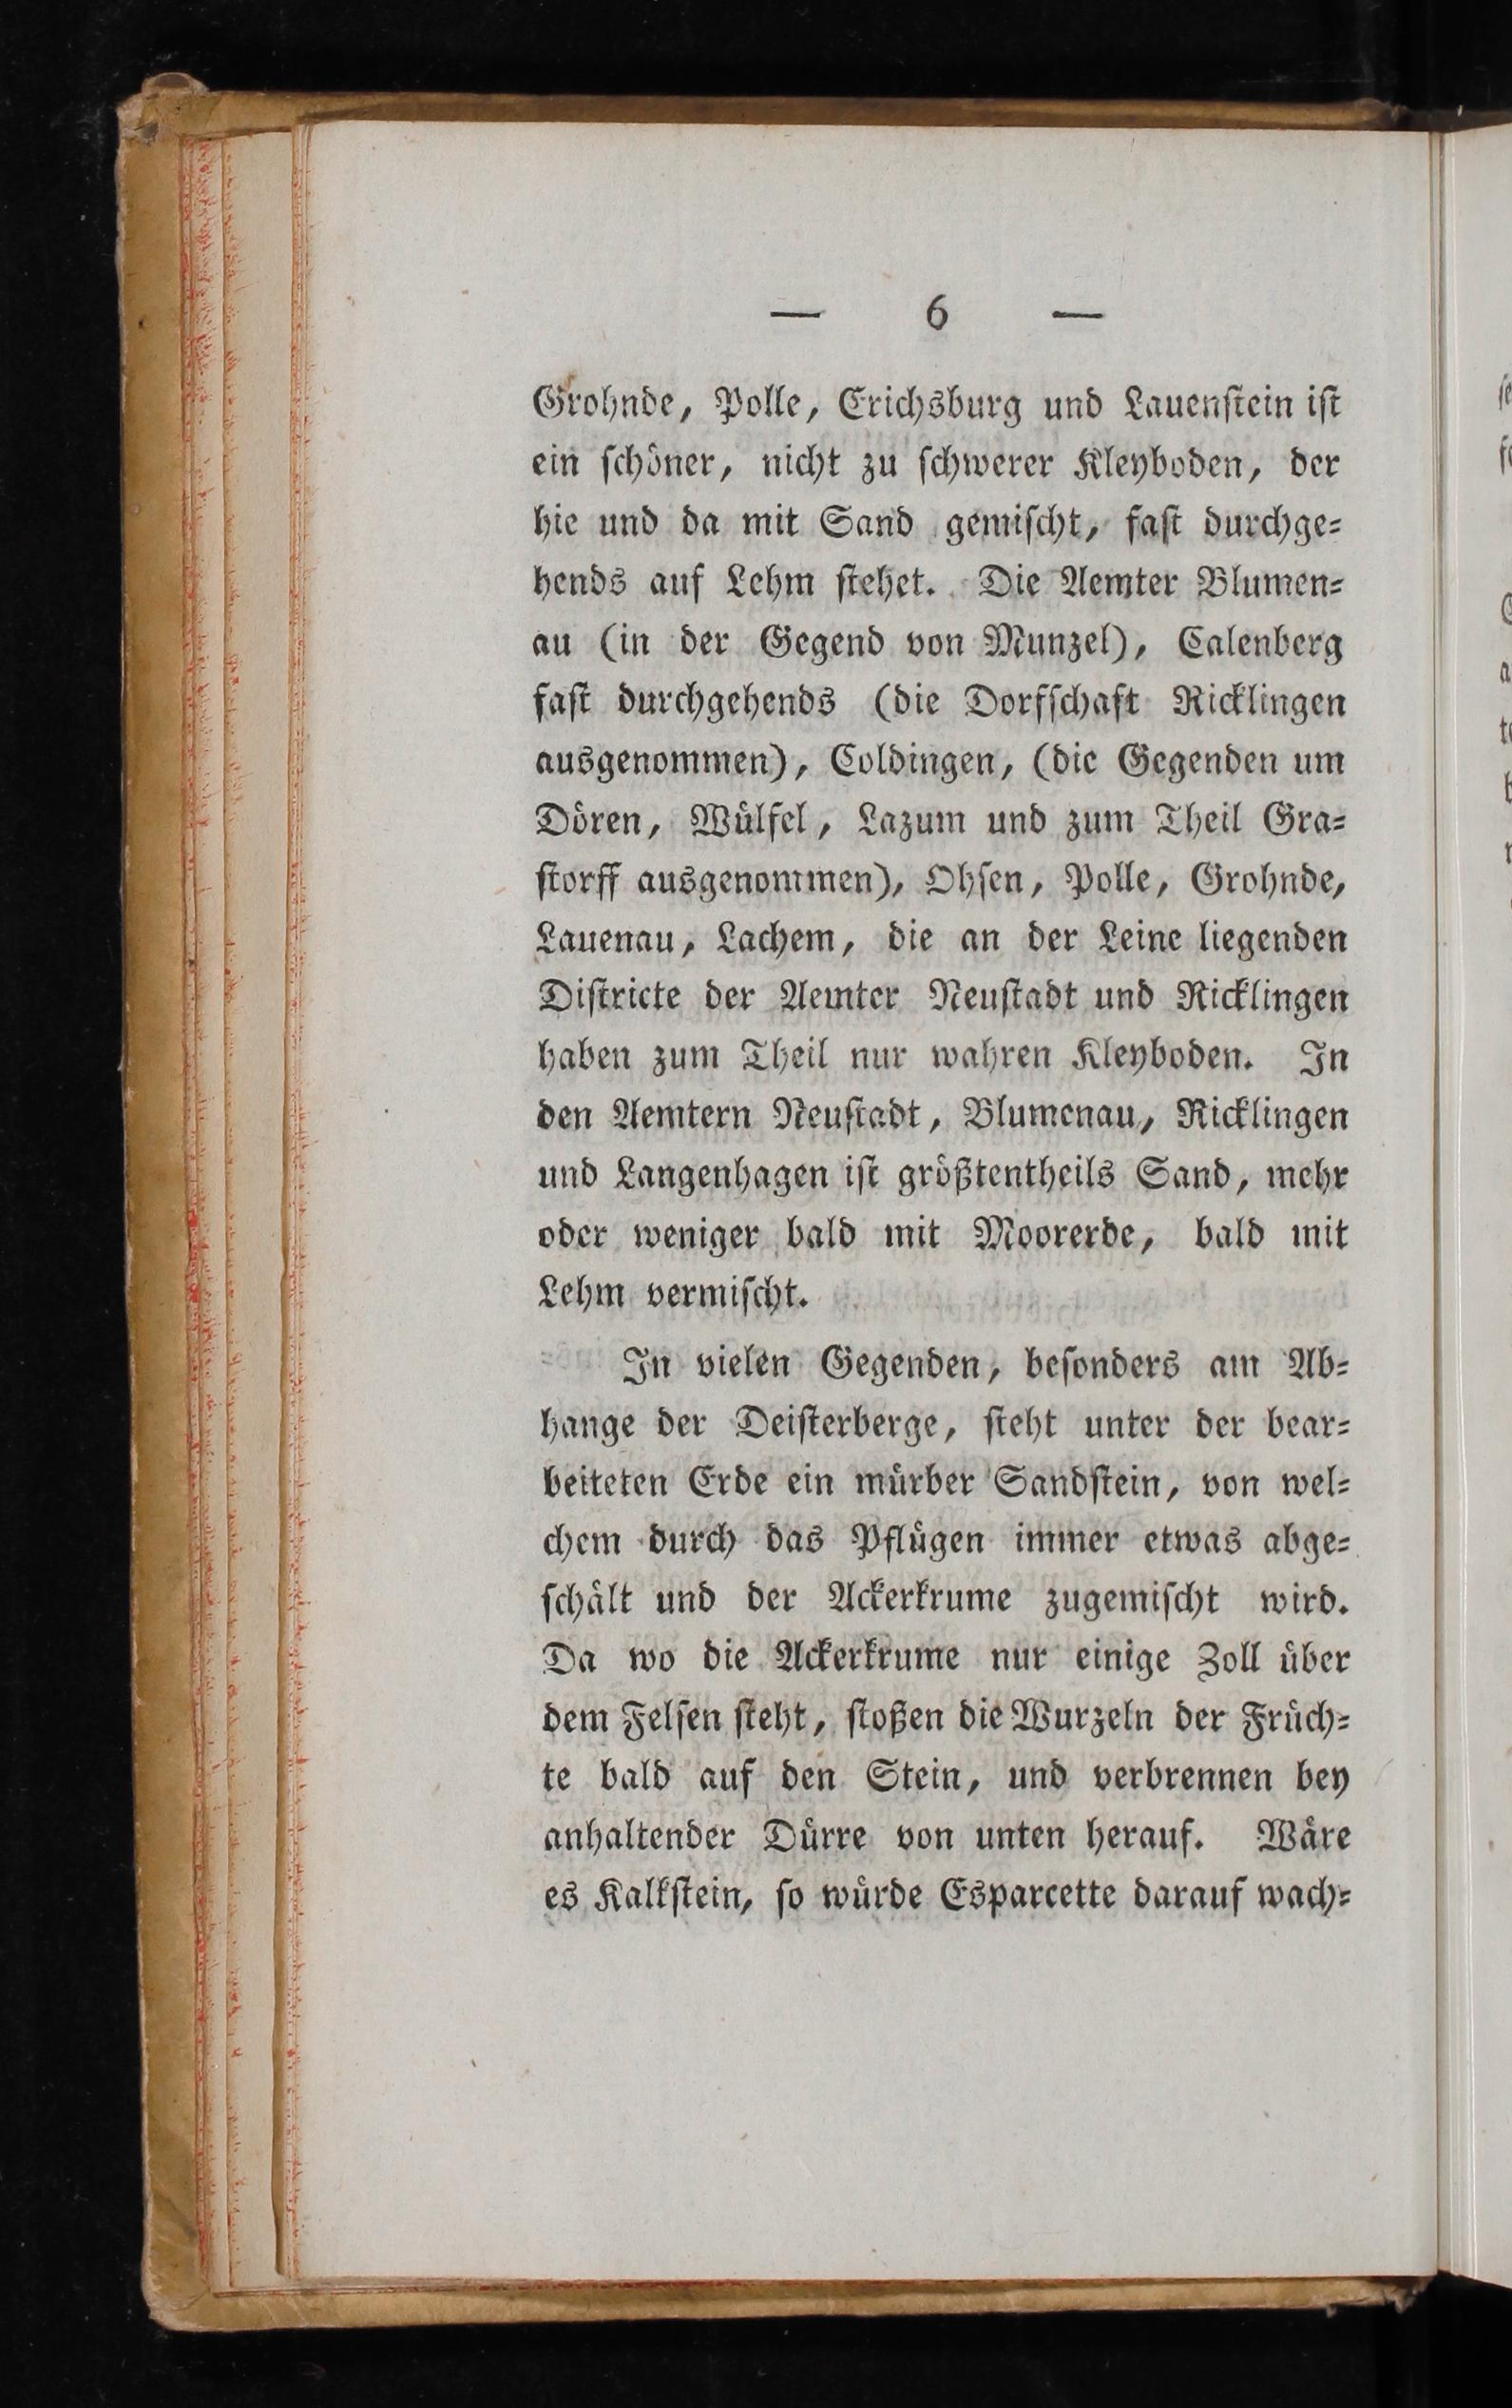 — 6 —
Grohnde, Polle, Erichsburg und Lauenſtein iſt
ein ſchöner, nicht zu ſchwerer Kleyboden, der
hie und da mit Sand gemiſcht, faſt durchge⸗
hends auf Lehm ſtehet. Die Aemter Blumen⸗
au (in der Gegend von Munzel), Calenberg
faſt durchgehends (die Dorfſchaft Ricklingen
ausgenommen), Coldingen, (die Gegenden um
Dören, Wülfel, Lazum und zum Theil Gra⸗
ſtorff ausgenommen), Ohſen, Polle, Grohnde,
Lauenau, Lachem, die an der Leine liegenden
Diſtricte der Aemter Neuſtadt und Ricklingen
haben zum Theil nur wahren Kleyboden. In
den Aemtern Neuſtadt, Blumenau, Ricklingen
und Langenhagen iſt größtentheils Sand, mehr
oder weniger bald mit Moorerde, bald mit
Lehm vermiſcht.
In vielen Gegenden, beſonders am Ab⸗
hange der Deiſterberge, ſteht unter der bear⸗
beiteten Erde ein mürber Sandſtein, von wel⸗
chem durch das Pflügen immer etwas abge⸗
ſchält und der Ackerkrume zugemiſcht wird.
Da wo die Ackerkrume nur einige Zoll über
dem Felſen ſteht, ſtoßen die Wurzeln der Früch⸗
te bald auf den Stein, und verbrennen bey
anhaltender Dürre von unten herauf. Wäre
es Kalkſtein, ſo würde Esparcette darauf wach⸗